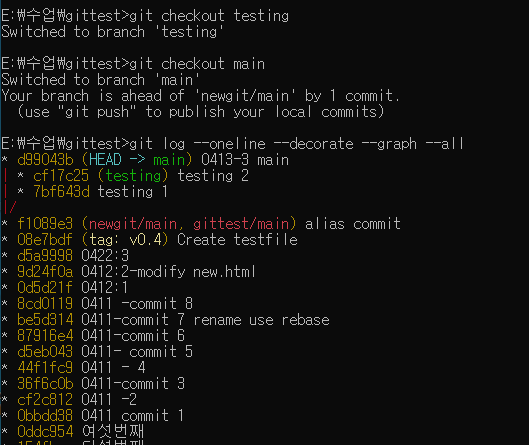 E:₩수업₩gittest>git checkout testing
Switched to branch 'testing'
E:₩수업₩gittest>git checkout main
Switched to branch 'main'
Your branch is ahead of 'newgit/main' by 1 commit.
  (use "git push" to publish your local commits)
E:₩수업₩gittest>git log --oneline --decorate --graph --all
* d99043b (HEAD -> main) 0413-3 main
| * cf17c25 (testing) testing 2
| * 7bf643d testing 1
|/
* f1089e3 (newgit/main, gittest/main) alias commit
* 08e7bdf (tag: v0.4) Create testfile
* d5a9998 0422:3
* 9d24f0a 0412:2-modify new.html
* 0d5d21f 0412:1
* 8cd0119 0411 -commit 8
* be5d314 0411-commit 7 rename use rebase
* 87916e4 0411-commit 6
* d5eb043 0411- commit 5
* 44f1fc9 0411 - 4
* 36f6c0b 0411-commit 3
* cf2c812 0411 -2
* 0bbdd38 0411 commit 1
* 0ddc954 여섯번째